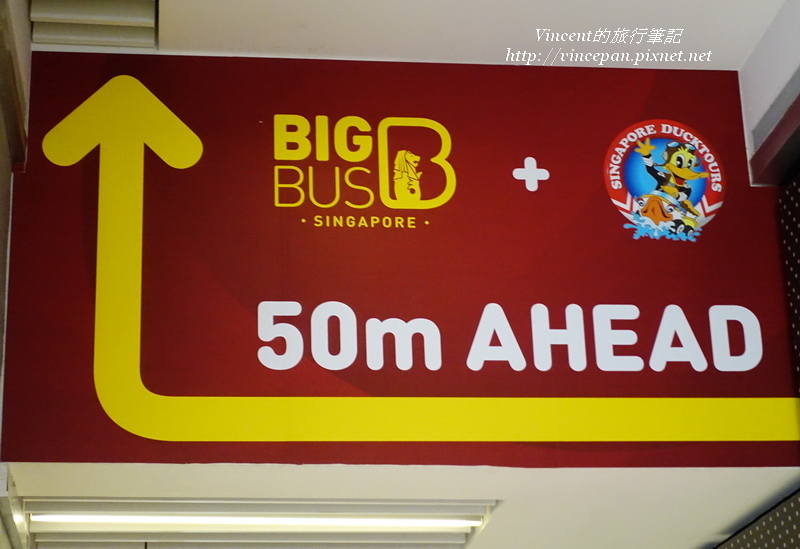 Vincent的旅行筆記
http://vincepan.pixnet.net
BIG
BUS
• SINGAPORE •
+
SINGAPORE DUCKTOURS
50m AHEAD